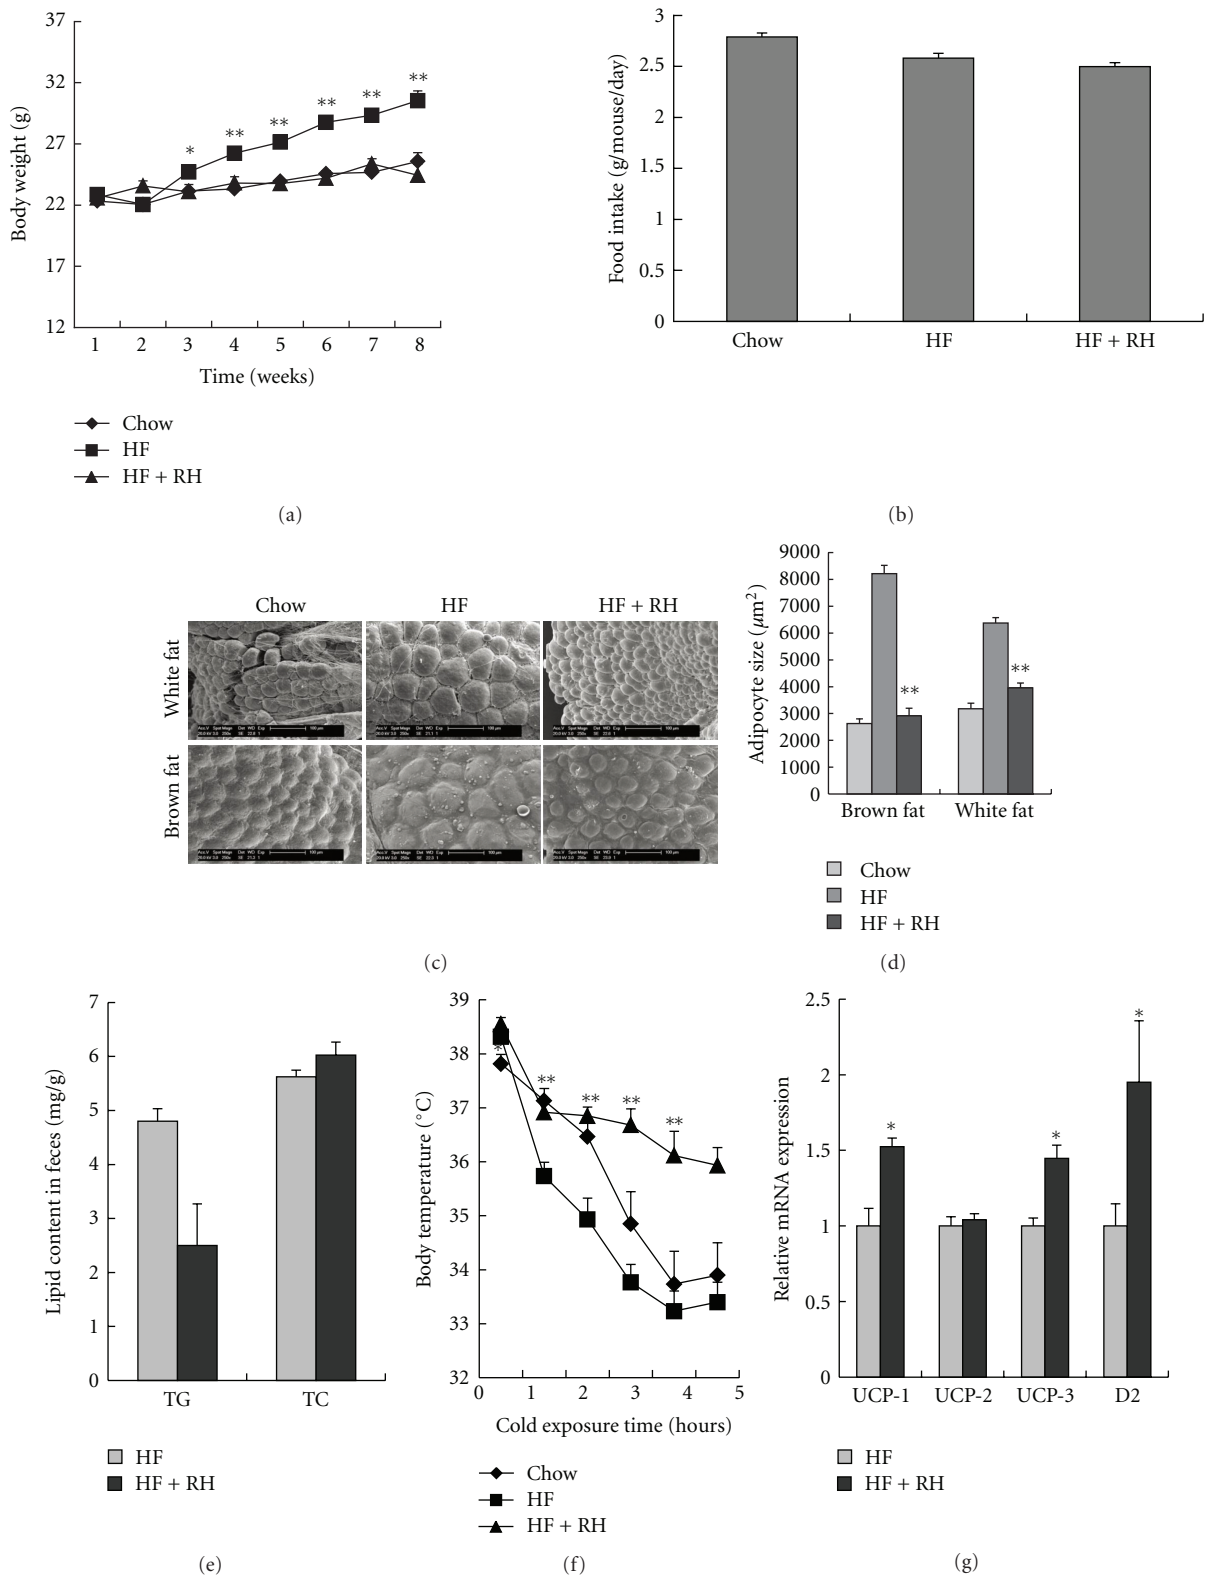 37
32
27
22
17
12
Body weight (g)
*
**
**
**
**
**
1 2 3 4 5 6 7 8
Time (weeks)
Chow
HF
HF + RH
(a)
3
2.5
2
1.5
1
0.5
0
Food intake (g/mouse/day)
Chow HF HF + RH
(b)
Chow HF HF + RH
White fat
Brown fat
(c)
9000
8000
7000
6000
5000
4000
3000
2000
1000
0
Adipocyte size (μm²)
**
**
Brown fat White fat
Chow
HF
HF + RH
(d)
7
6
5
4
3
2
1
0
Lipid content in feces (mg/g)
TG TC
HF
HF + RH
(e)
39
38
37
36
35
34
33
32
Body temperature (°C)
*
**
**
**
**
0 1 2 3 4 5
Cold exposure time (hours)
Chow
HF
HF + RH
(f)
2.5
2
1.5
1
0.5
0
Relative mRNA expression
*
*
*
UCP-1 UCP-2 UCP-3 D2
HF
HF + RH
(g)